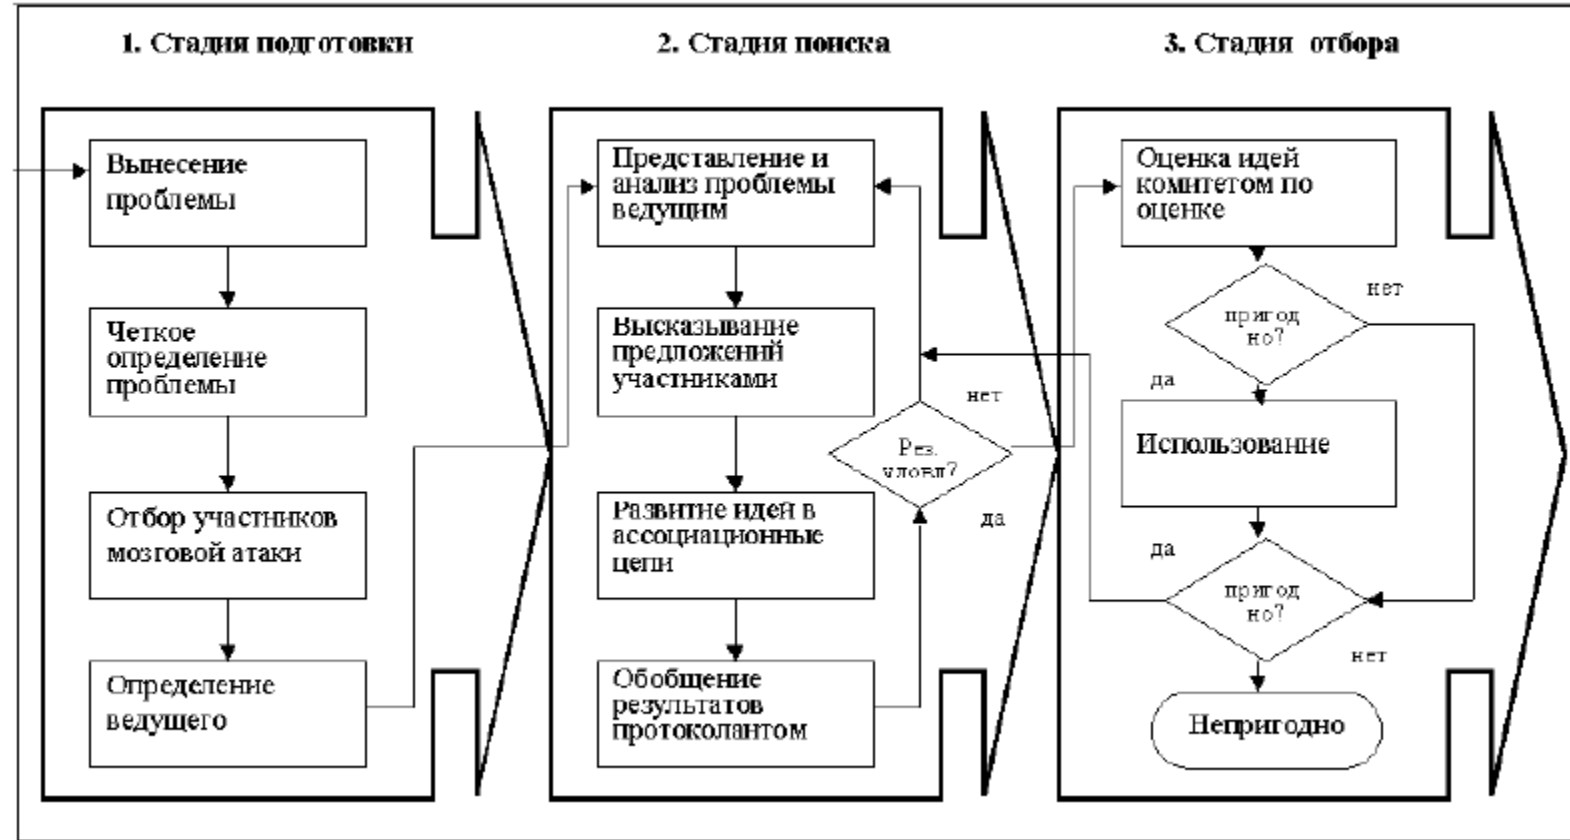 1. Стадия подготовки
2. Стадия поиска
3. Стадия отбора
Вынесение
проблемы
Четкое
определение
проблемы
Отбор участников
мозговой атаки
Определение
ведущего
Представление и
анализ проблемы
ведущим
Высказывание
предложений
участниками
Развитие идей в
ассоциационные
цепи
Обобщение
результатов
протоколантом
нет
Рез.
уловл?
да
Оценка идей
комитетом по
оценке
нет
пригод
но?
да
Использование
да
пригод
но?
нет
Непригодно